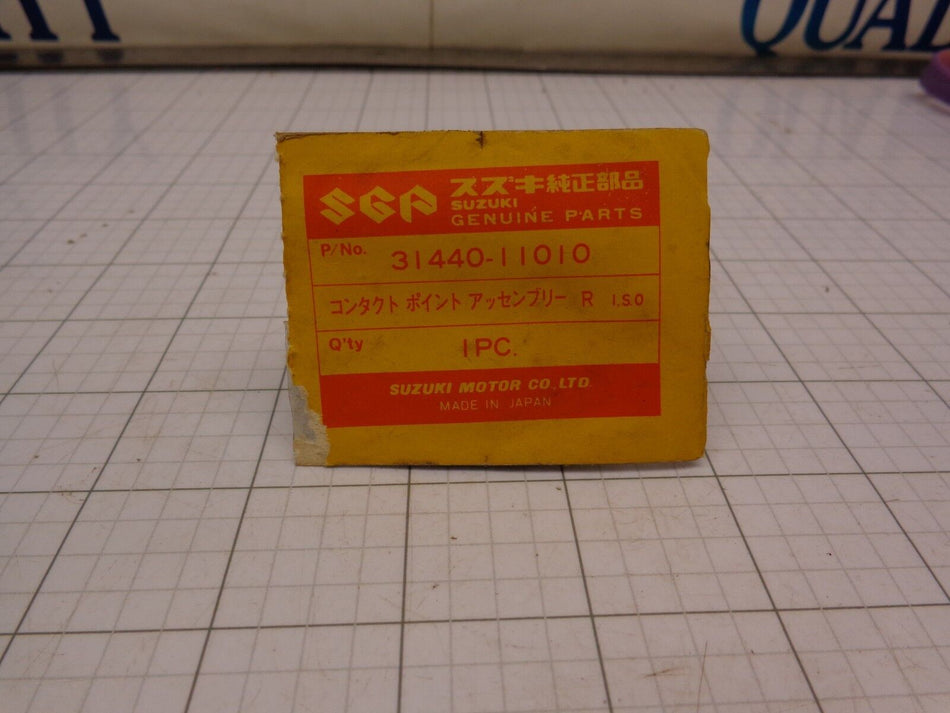 QUAL
SGP スズキ純正部品
SUZUKI
GENUINE PARTS
P/No. 31440-11010
コンタクト ポイント アッセンブリー R I.S.O
Q'ty 1PC.
SUZUKI MOTOR CO.,LTD.
MADE IN JAPAN